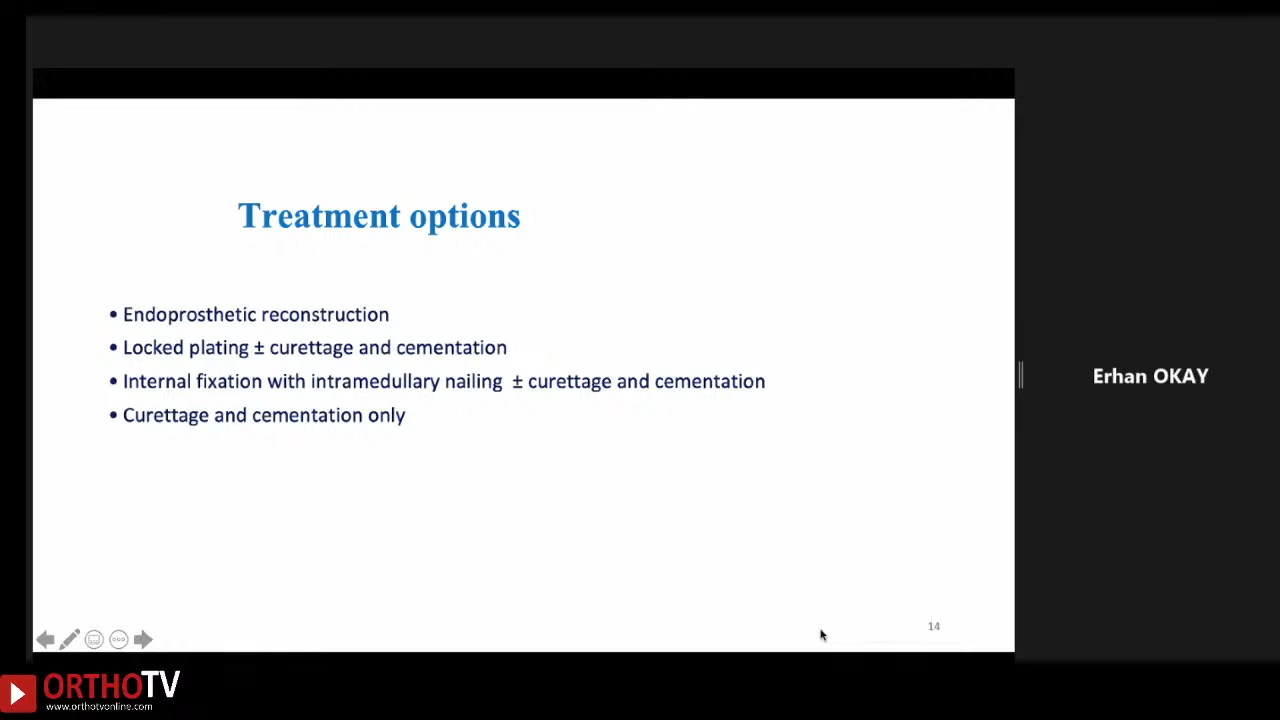 Treatment options
• Endoprosthetic reconstruction
• Locked plating ± curettage and cementation
• Internal fixation with intramedullary nailing ± curettage and cementation
• Curettage and cementation only
Erhan OKAY
14
ORTHOTV
www.orthotvonline.com